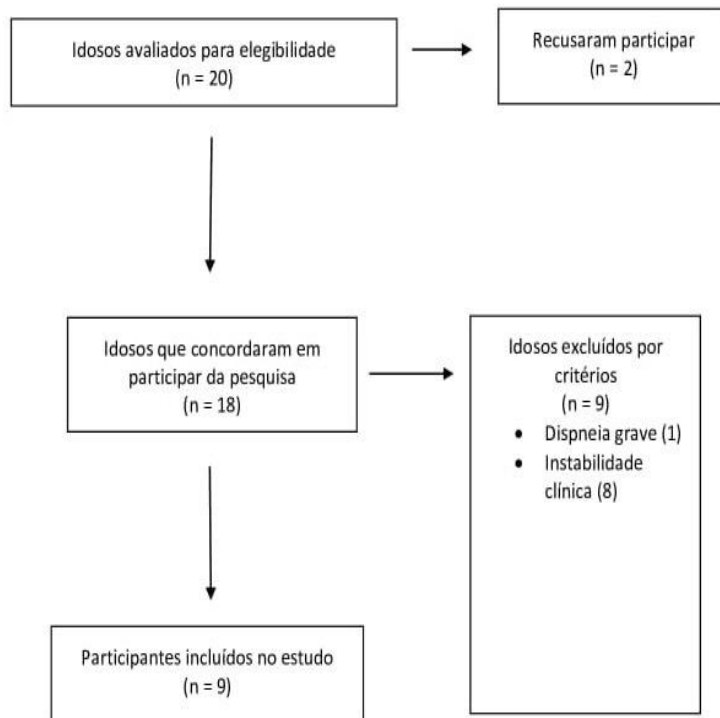 Idosos avaliados para elegibilidade
(n = 20)
Recusaram participar
(n = 2)
Idosos que concordaram em
participar da pesquisa
(n = 18)
Idosos excluídos por
critérios
(n = 9)
• Dispneia grave (1)
• Instabilidade
clínica (8)
Participantes incluídos no estudo
(n = 9)